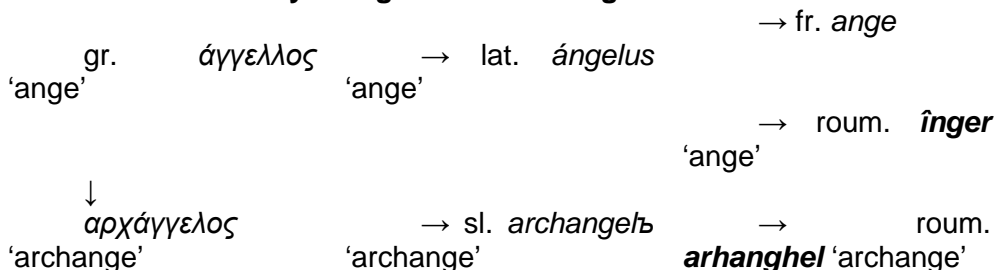 → fr. ange
gr. άγγελλος → lat. ángelus
‘ange’ ‘ange’
→ roum. înger
‘ange’
↓
αρχάγγελος → sl. archangelъ → roum.
‘archange’ ‘archange’ arhanghel ‘archange’